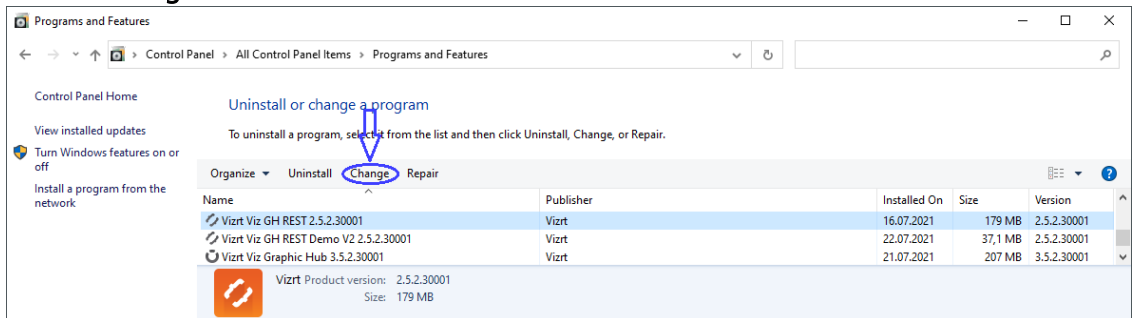 Programs and Features
Control Panel > All Control Panel Items > Programs and Features
Control Panel Home
View installed updates
Turn Windows features on or
off
Install a program from the
network
Uninstall or change a program
To uninstall a program, select it from the list and then click Uninstall, Change, or Repair.
Organize Uninstall Change Repair
Name Publisher Installed On Size Version
Vizrt Viz GH REST 2.5.2.30001 Vizrt 16.07.2021 179 MB 2.5.2.30001
Vizrt Viz GH REST Demo V2 2.5.2.30001 Vizrt 22.07.2021 37,1 MB 2.5.2.30001
Vizrt Viz Graphic Hub 3.5.2.30001 Vizrt 21.07.2021 207 MB 3.5.2.30001
Vizrt Product version: 2.5.2.30001
Size: 179 MB